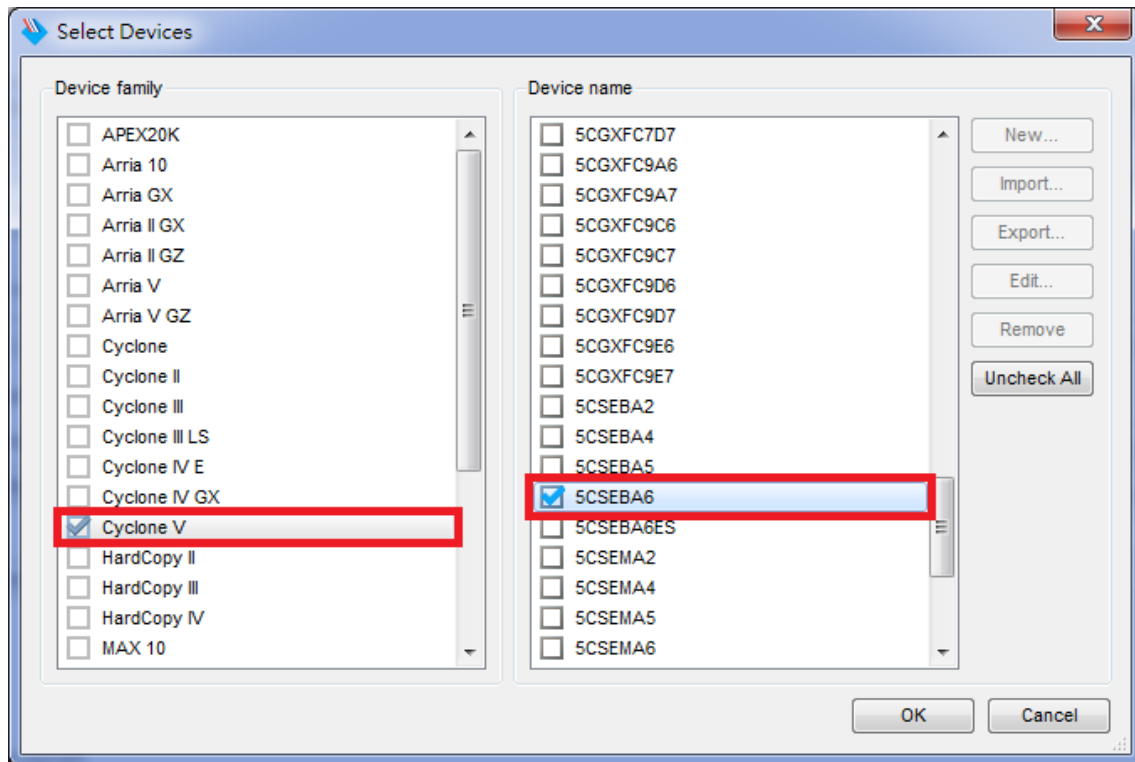 Select Devices
Device family
APEX20K
Arria 10
Arria GX
Arria II GX
Arria II GZ
Arria V
Arria V GZ
Cyclone
Cyclone II
Cyclone III
Cyclone III LS
Cyclone IV E
Cyclone IV GX
Cyclone V
HardCopy II
HardCopy III
HardCopy IV
MAX 10
Device name
5CGXFC7D7
5CGXFC9A6
5CGXFC9A7
5CGXFC9C6
5CGXFC9C7
5CGXFC9D6
5CGXFC9D7
5CGXFC9E6
5CGXFC9E7
5CSEBA2
5CSEBA4
5CSEBA5
5CSEBA6
5CSEBA6ES
5CSEMA2
5CSEMA4
5CSEMA5
5CSEMA6
New...
Import...
Export...
Edit...
Remove
Uncheck All
OK
Cancel